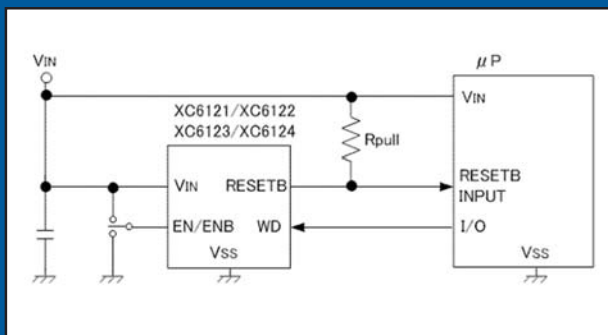 VIN
μP
XC6121/XC6122
XC6123/XC6124
Rpull
VIN
VIN
RESETB
RESETB
INPUT
EN/ENB
WD
I/O
VSS
VSS